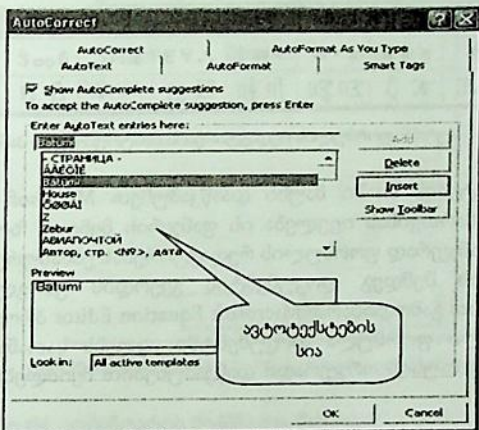 AutoCorrect
AutoCorrect AutoFormat As You Type
AutoText AutoFormat Smart Tags
Show AutoComplete suggestions
To accept the AutoComplete suggestion, press Enter
Enter AutoText entries here:
Batumi
Add
- СТРАНИЦА -
Delete
Batumi
Insert
House
Show Toolbar
Z
Zebur
АВИАПОЧТОЙ
Автор, стр. <№>, дата
Preview
Batumi
ავტოტექსტების
სია
Look in: All active templates
OK Cancel